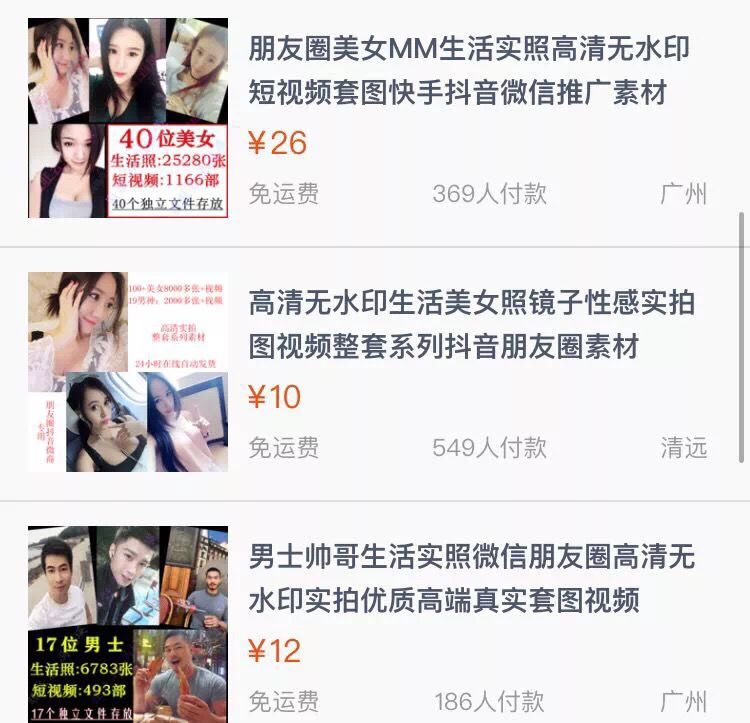 朋友圈美女MM生活实照高清无水印
短视频套图快手抖音微信推广素材
¥26
免运费 369人付款 广州
40位美女
生活照:25280张
短视频:1166部
40个独立文件存放
高清无水印生活美女照镜子性感实拍
图视频整套系列抖音朋友圈素材
¥10
免运费 549人付款 清远
100+美女8000多张+视频
19男神：2000多张+视频
高清实拍
整套系列素材
24小时在线自动发货
朋友圈抖音微商
专用
男士帅哥生活实照微信朋友圈高清无
水印实拍优质高端真实套图视频
¥12
免运费 186人付款 广州
17位男士
生活照:6783张
短视频:493部
17个独立文件存放